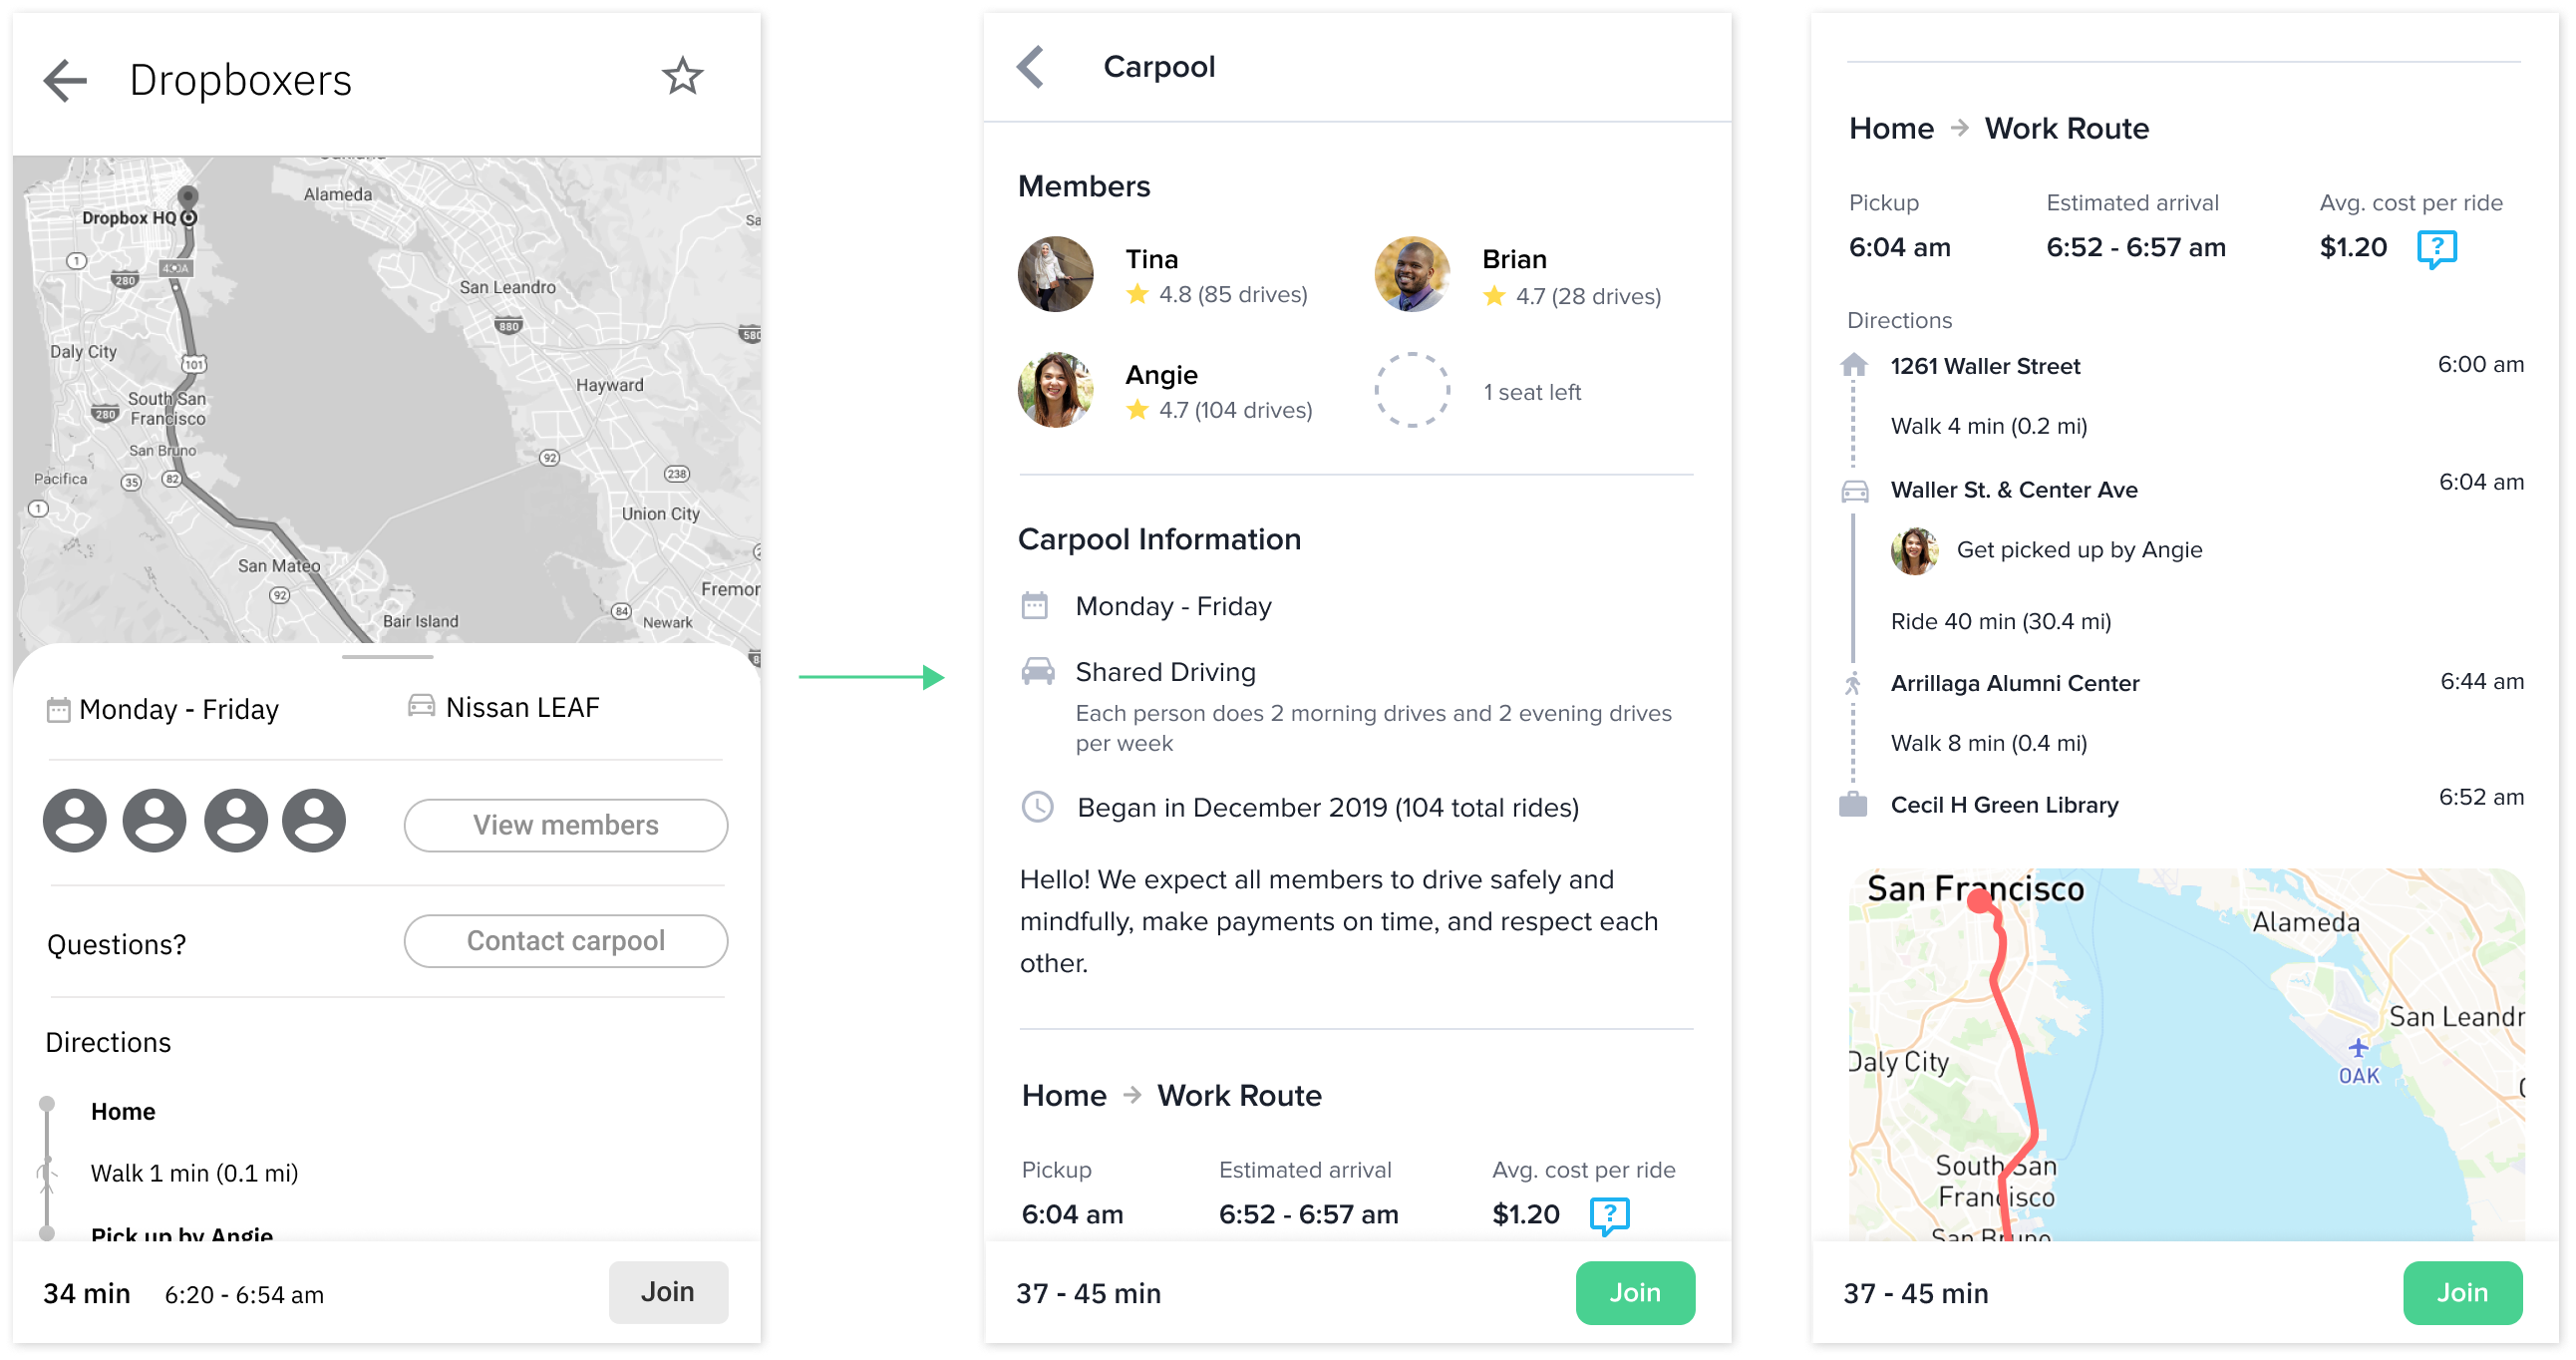 Dropboxers
Oakland
Alameda
Dropbox HQ
Sa
1
280
San Leandro
880
580
Daly City
101
Hayward
South San
Francisco
280
San Bruno
92
238
Pacifica
35
82
1
Union City
San Mateo
92
Fremor
84
Bair Island
Newark
Monday - Friday
Nissan LEAF
View members
Questions?
Contact carpool
Directions
Home
Walk 1 min (0.1 mi)
Pick up by Angie
34 min
6:20 - 6:54 am
Join
Carpool
Members
Tina
4.8 (85 drives)
Brian
4.7 (28 drives)
Angie
4.7 (104 drives)
1 seat left
Carpool Information
Monday - Friday
Shared Driving
Each person does 2 morning drives and 2 evening drives
per week
Began in December 2019 (104 total rides)
Hello! We expect all members to drive safely and
mindfully, make payments on time, and respect each
other.
Home → Work Route
Pickup
Estimated arrival
Avg. cost per ride
6:04 am
6:52 - 6:57 am
$1.20
?
37 - 45 min
Join
Home → Work Route
Pickup
Estimated arrival
Avg. cost per ride
6:04 am
6:52 - 6:57 am
$1.20
?
Directions
1261 Waller Street
6:00 am
Walk 4 min (0.2 mi)
Waller St. & Center Ave
6:04 am
Get picked up by Angie
Ride 40 min (30.4 mi)
Arrillaga Alumni Center
6:44 am
Walk 8 min (0.4 mi)
Cecil H Green Library
6:52 am
San Francisco
Alameda
San Leandr
Daly City
OAK
South San
Francisco
San Bruno
37 - 45 min
Join